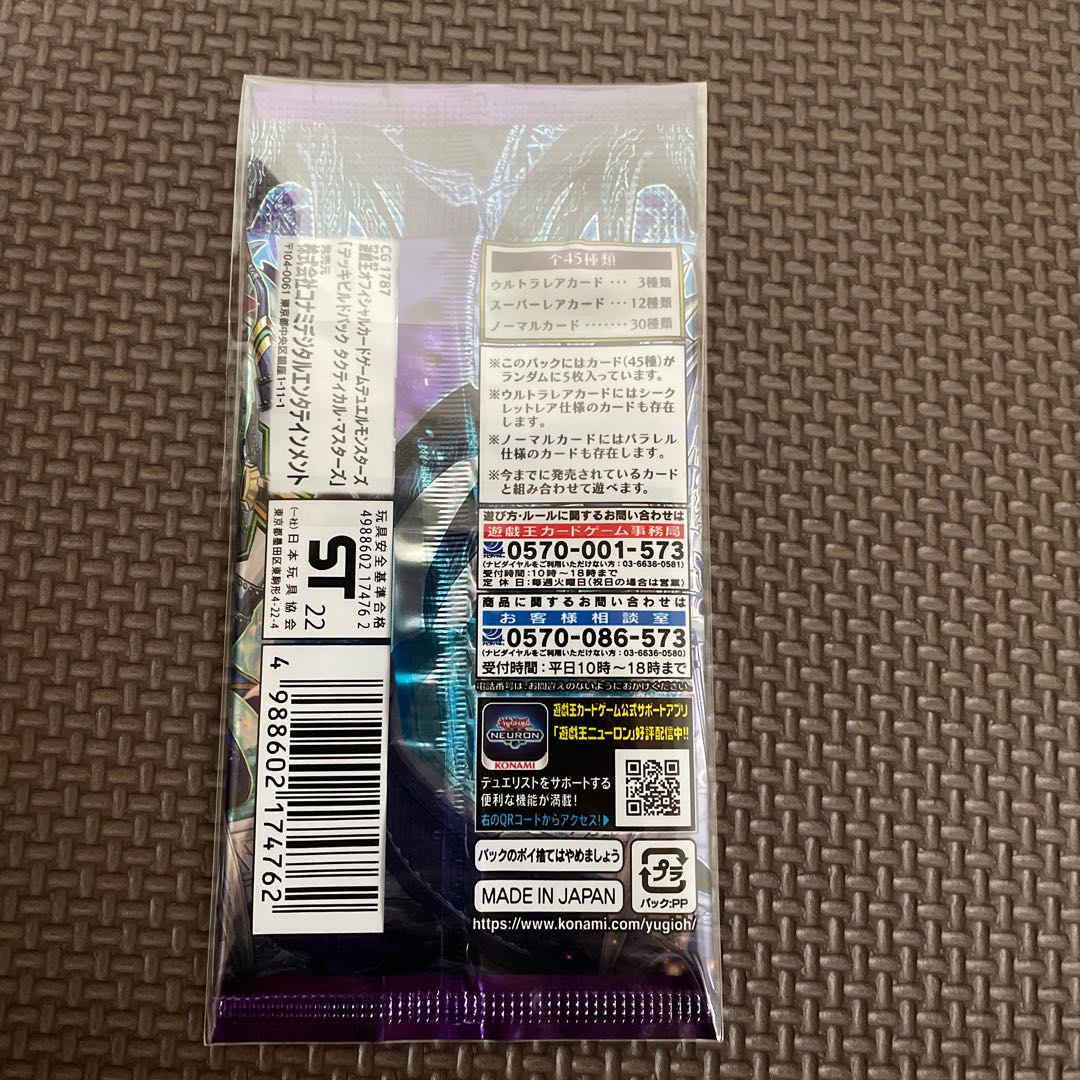 CG 1787
遊戯王オフィシャルカードゲームデュエルモンスターズ
「デッキビルドパック タクティカル・マスターズ」
発売元
株式会社コナミデジタルエンタテインメント
〒104-0061 東京都中央区銀座1-11-1
玩具安全基準合格
4988602 17476 2
ST 22
(一社)日本玩具協会
東京都墨田区東駒形4-22-4
4 988602 174762
全45種類
ウルトラレアカード ・・・ 3種類
スーパーレアカード ・・・ 12種類
ノーマルカード ・・・・・・・ 30種類
※このパックにはカード(45種)が
ランダムに5枚入っています。
※ウルトラレアカードにはシーク
レットレア仕様のカードも存在
します。
※ノーマルカードにはパラレル
仕様のカードも存在します。
※今までに発売されているカード
と組み合わせて遊べます。
遊び方・ルールに関するお問い合わせは
遊戯王カードゲーム事務局
0570-001-573
(ナビダイヤルをご利用いただけない方:03-6636-0581)
受付時間:10時〜18時まで
定休日:毎週火曜日(祝日の場合は営業)
商品に関するお問い合わせは
お客様相談室
0570-086-573
(ナビダイヤルをご利用いただけない方:03-6636-0580)
受付時間:平日10時〜18時まで
電話番号は、お間違えのないようにおかけください
遊戯王カードゲーム公式サポートアプリ
「遊戯王ニューロン」好評配信中!!
NEURON
KONAMI
デュエリストをサポートする
便利な機能が満載!
右のQRコードからアクセス!▶
パックのポイ捨てはやめましょう
MADE IN JAPAN
プラ
パック:PP
https://www.konami.com/yugioh/